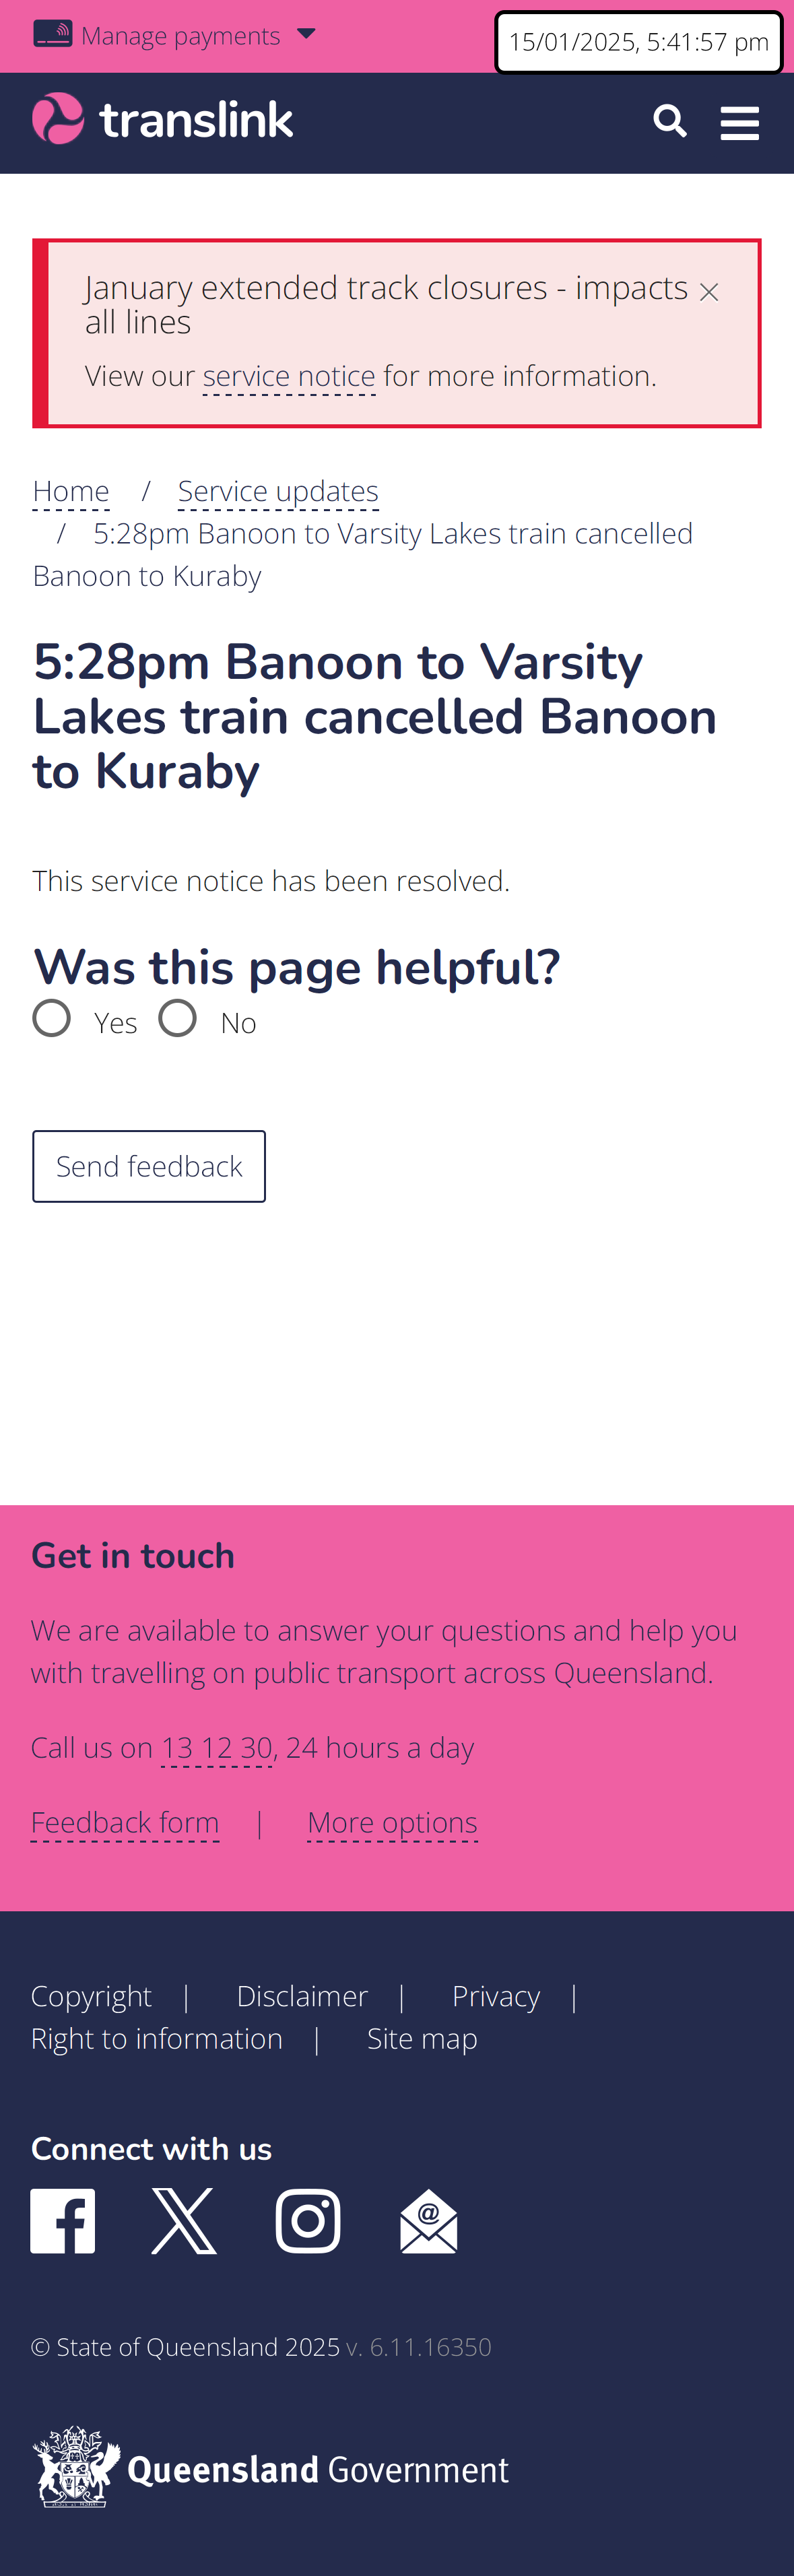 Manage payments
15/01/2025, 5:41:57 pm
translink
January extended track closures - impacts
all lines
View our service notice for more information.
Home / Service updates
/ 5:28pm Banoon to Varsity Lakes train cancelled
Banoon to Kuraby
5:28pm Banoon to Varsity
Lakes train cancelled Banoon
to Kuraby
This service notice has been resolved.
Was this page helpful?
Yes No
Send feedback
Get in touch
We are available to answer your questions and help you
with travelling on public transport across Queensland.
Call us on 13 12 30, 24 hours a day
Feedback form | More options
Copyright | Disclaimer | Privacy |
Right to information | Site map
Connect with us
© State of Queensland 2025 v. 6.11.16350
Queensland Government